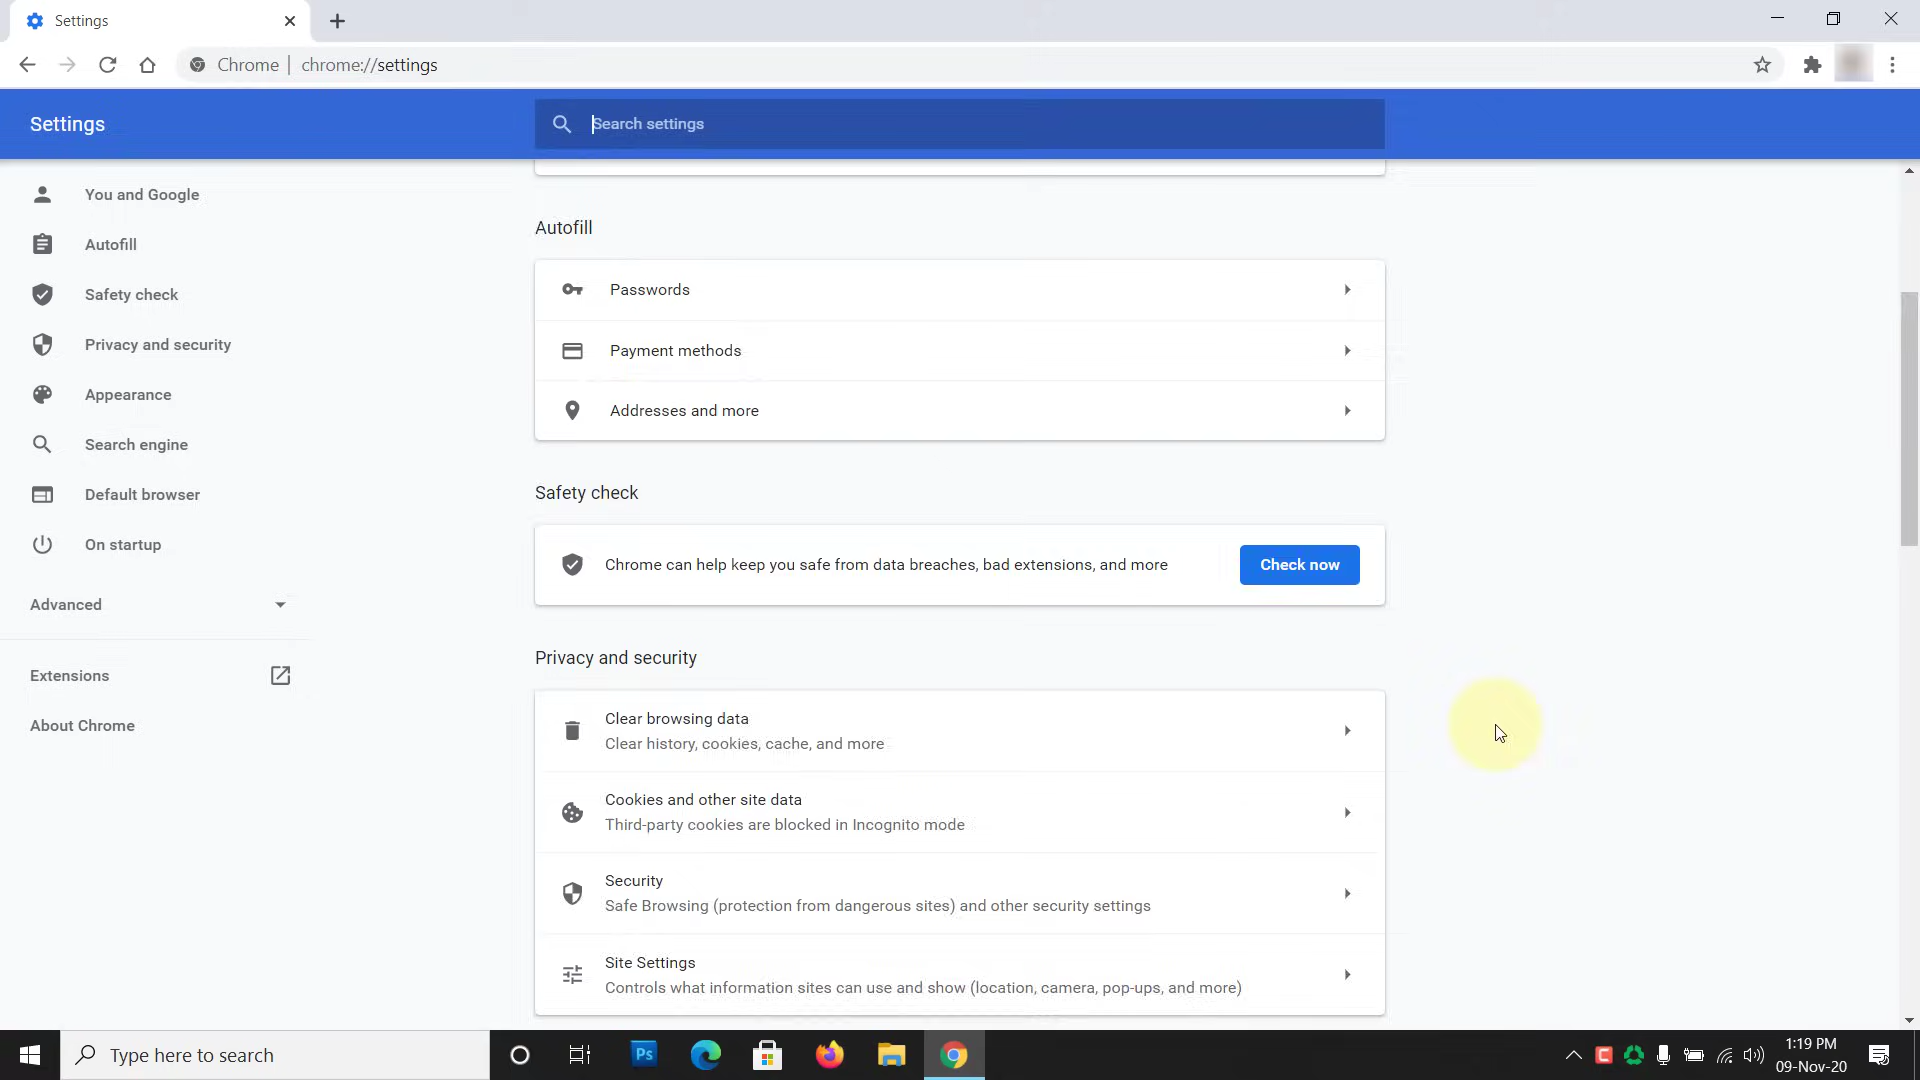 Settings
Chrome | chrome://settings
Settings
Search settings
You and Google
Autofill
Safety check
Privacy and security
Appearance
Search engine
Default browser
On startup
Advanced
Extensions
About Chrome
Autofill
Passwords
Payment methods
Addresses and more
Safety check
Chrome can help keep you safe from data breaches, bad extensions, and more
Check now
Privacy and security
Clear browsing data
Clear history, cookies, cache, and more
Cookies and other site data
Third-party cookies are blocked in Incognito mode
Security
Safe Browsing (protection from dangerous sites) and other security settings
Site Settings
Controls what information sites can use and show (location, camera, pop-ups, and more)
Type here to search
Ps
1:19 PM
09-Nov-20